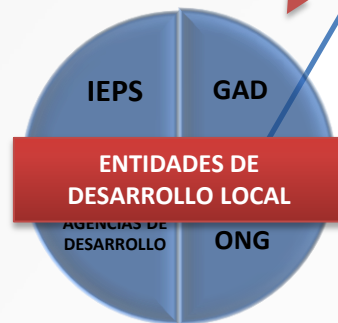 IEPS
GAD
ENTIDADES DE
DESARROLLO LOCAL
AGENCIAS DE
DESARROLLO
ONG